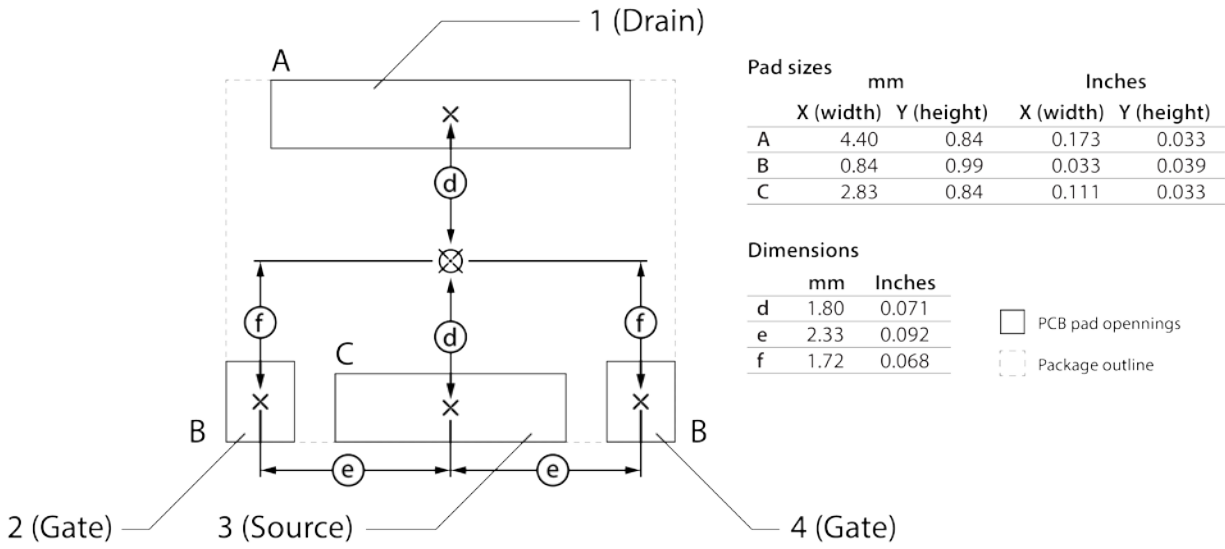 1 (Drain)
A
d
f
d
f
C
B
B
e
e
2 (Gate)
3 (Source)
4 (Gate)
Pad sizes
mm Inches
X (width) Y (height) X (width) Y (height)
A 4.40 0.84 0.173 0.033
B 0.84 0.99 0.033 0.039
C 2.83 0.84 0.111 0.033
Dimensions
mm Inches
d 1.80 0.071
e 2.33 0.092
f 1.72 0.068
PCB pad opennings
Package outline